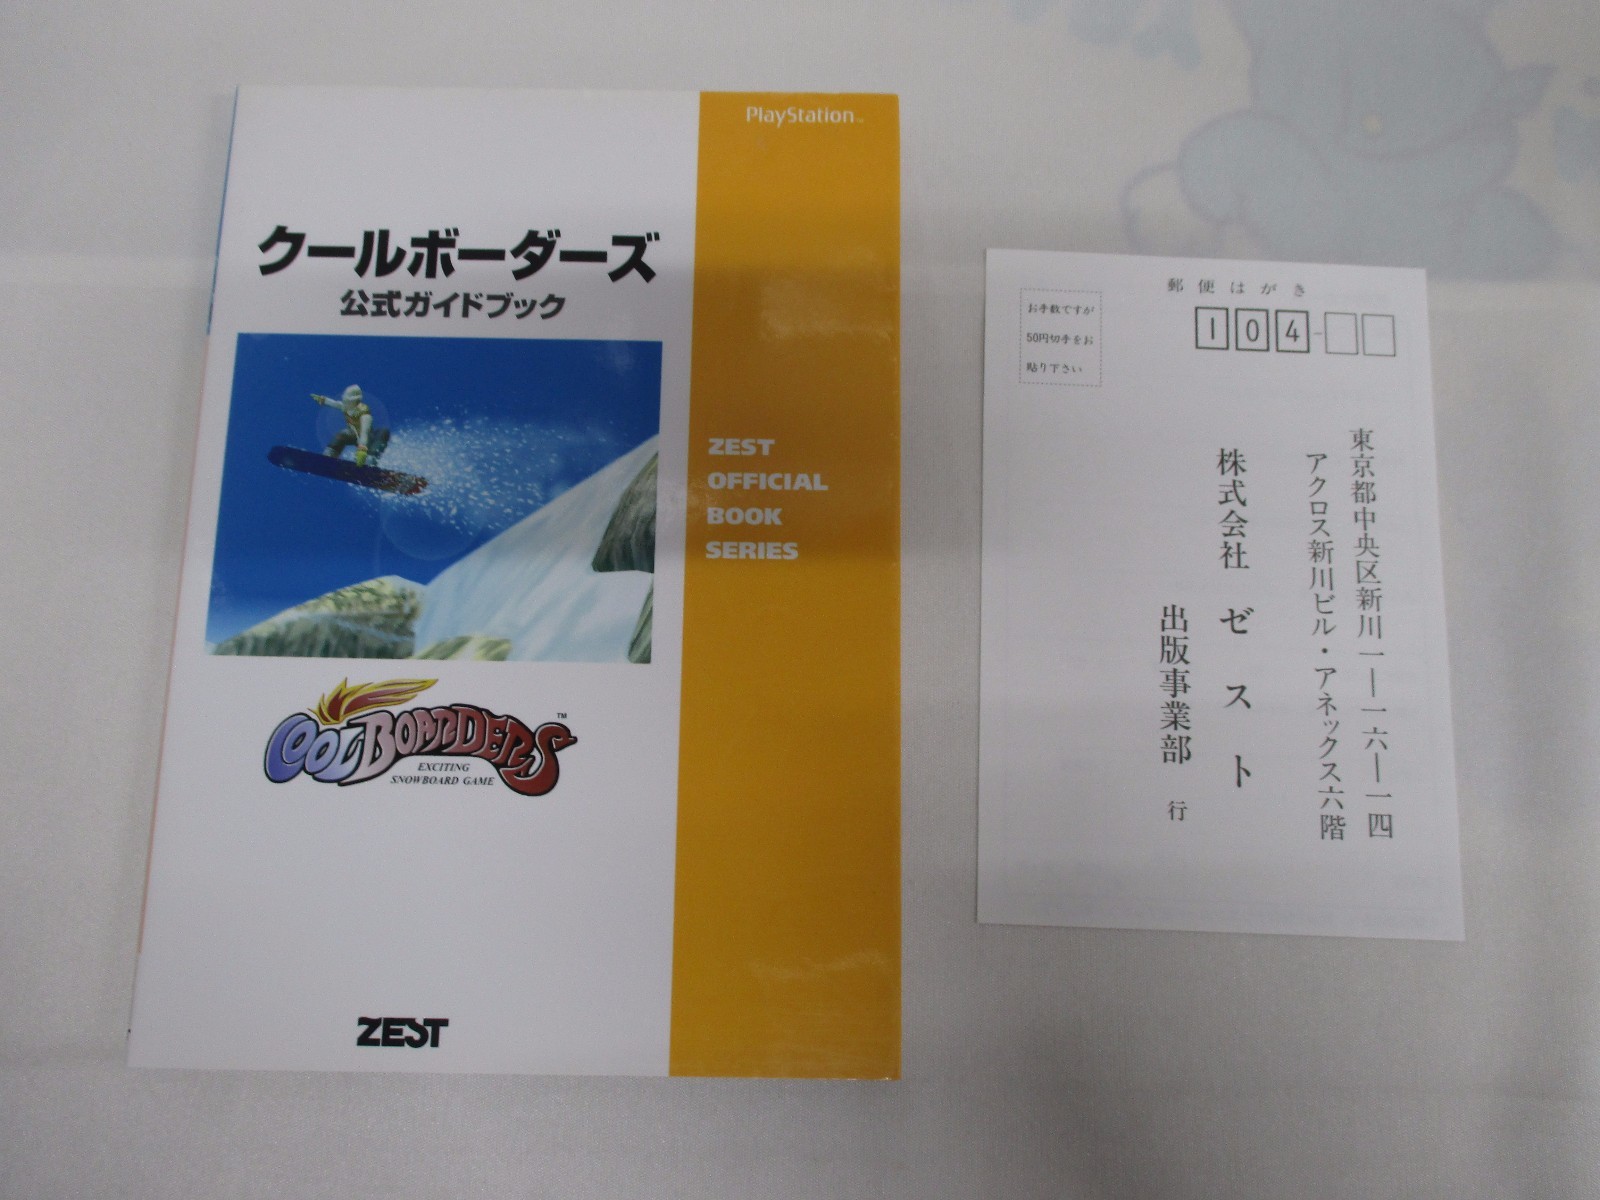 PlayStation
クールボーダーズ
公式ガイドブック
ZEST
OFFICIAL
BOOK
SERIES
COOLBOARDERS™
EXCITING
SNOWBOARD GAME
ZEST
郵便はがき
お手数ですが
50円切手をお
貼り下さい
104-
東京都中央区新川一ー一六ー一四
アクロス新川ビル・アネックス六階
株式会社ゼスト
出版事業部 行